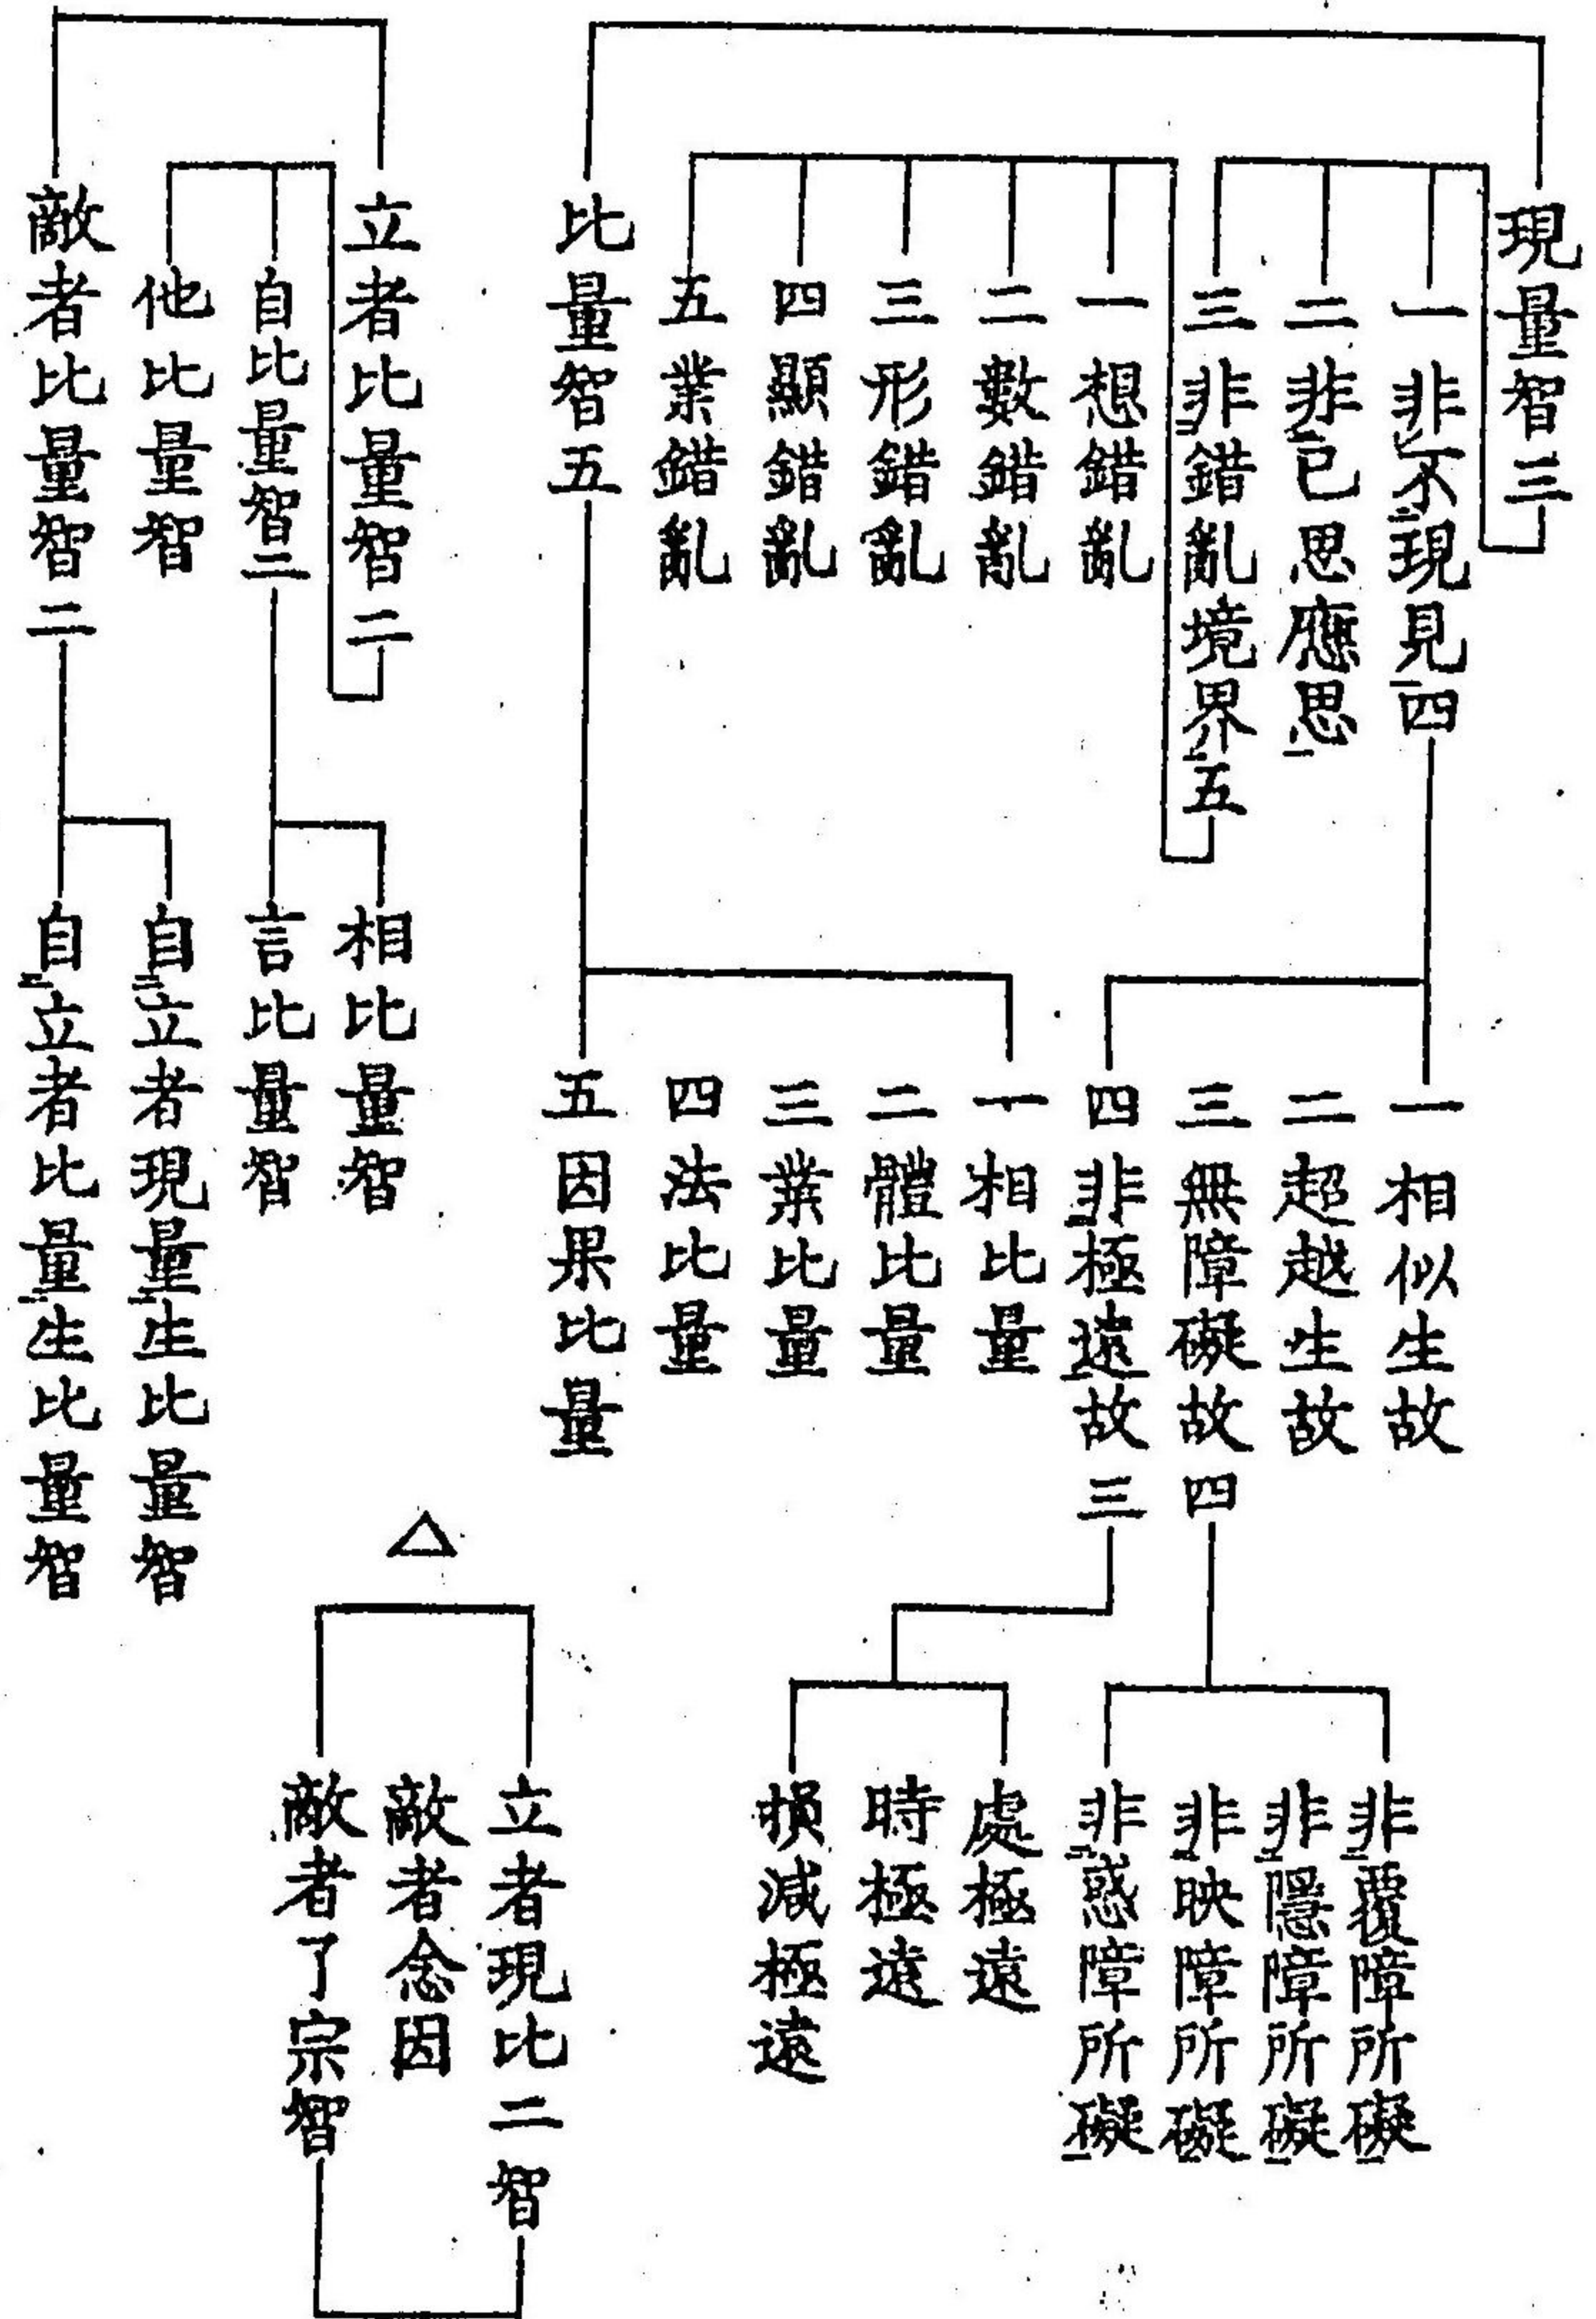 現量智三
一 非不現見四
二 非已思應思
三 非錯亂境界五
一 想錯亂
二 數錯亂
三 形錯亂
四 顯錯亂
五 業錯亂
比量智五
一 相似生故
二 超越生故
三 無障礙故四
四 非極遠故三
一 相比量
二 體比量
三 業比量
四 法比量
五 因果比量
非覆障所礙
非隱障所礙
非映障所礙
非惑障所礙
處極遠
時極遠
損減極遠
立者比量智二
自比量智二
他比量智
敵者比量智二
相比量智
言比量智
自立者現量生比量智
自立者比量生比量智
△
立者現比二智
敵者念因
敵者了宗智